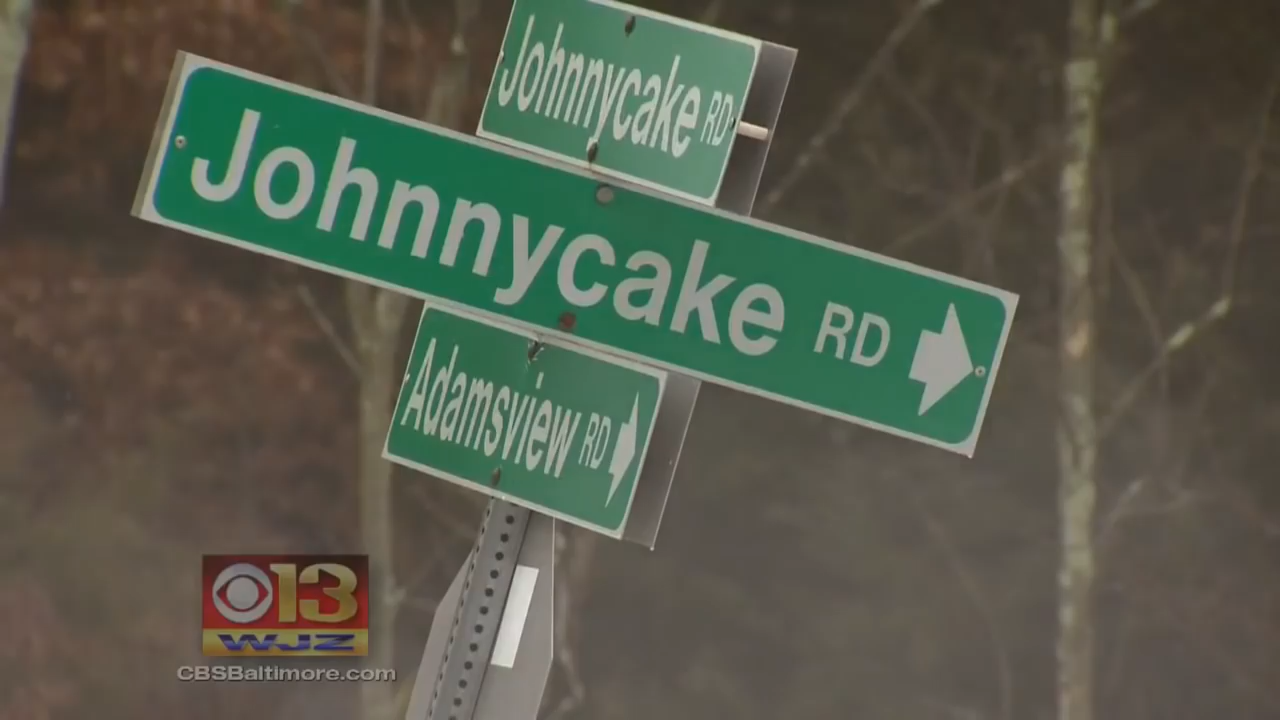 Johnnycake RD
Johnnycake RD
Adamsview RD
13
WJZ
CBSBaltimore.com